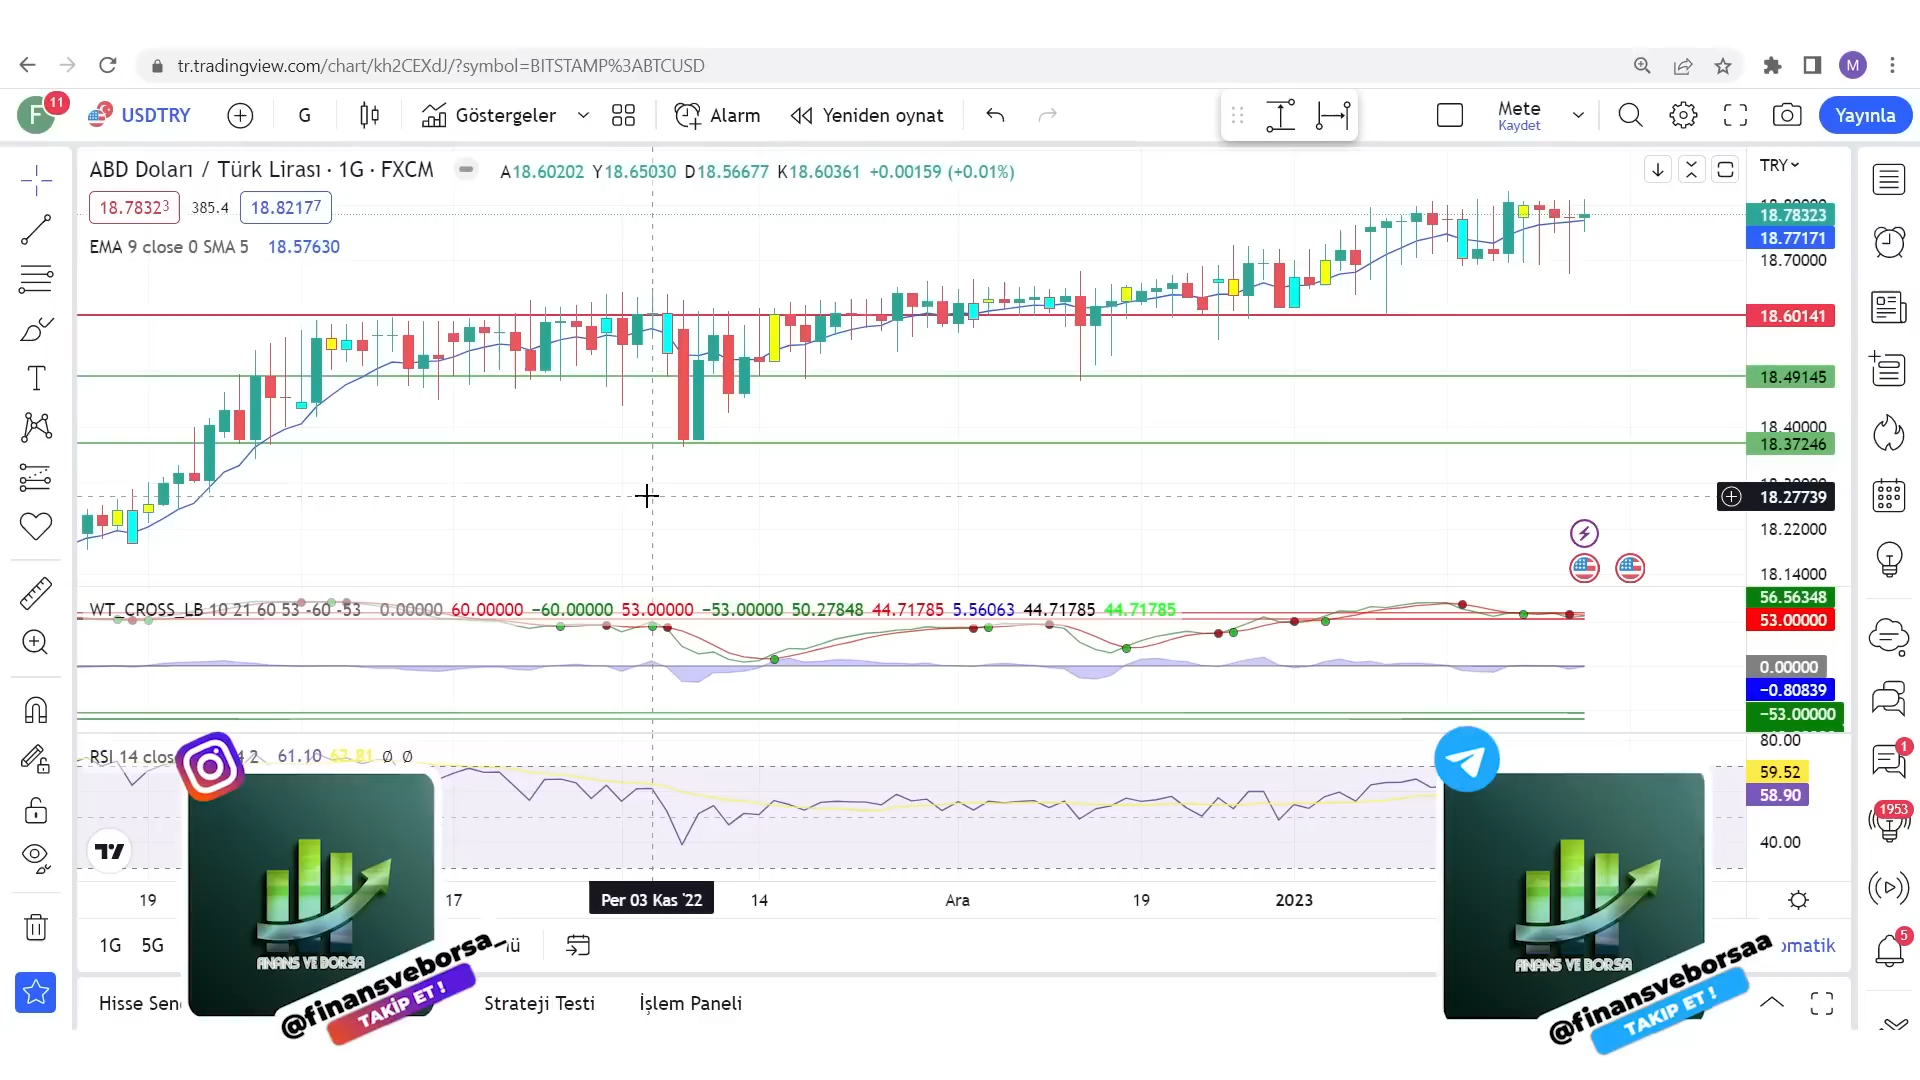 tr.tradingview.com/chart/kh2CEXdJ/?symbol=BITSTAMP%3ABTCUSD
M
F 11 USDTRY G Göstergeler Alarm Yeniden oynat Mete Kaydet Yayınla
ABD Doları / Türk Lirası · 1G · FXCM A18.60202 Y18.65030 D18.56677 K18.60361 +0.00159 (+0.01%)
TRY
18.78323 385.4 18.82177
EMA 9 close 0 SMA 5 18.57630
18.78323
18.77171
18.70000
18.60141
18.49145
18.40000
18.37246
18.27739
18.22000
18.14000
WT_CROSS_LB 10 21 60 53 -60 -53 0.00000 60.00000 −60.00000 53.00000 −53.00000 50.27848 44.71785 5.56063 44.71785 44.71785
56.56348
53.00000
0.00000
−0.80839
−53.00000
RSI 14 clos 2 61.10 63.81 Ø Ø
80.00
59.52
58.90
40.00
1
1953
5
19 17 Per 03 Kas '22 14 Ara 19 2023
1G 5G
FINANS VE BORSA
@finansveborsa_
TAKİP ET !
FINANS VE BORSA
@finansveborsaa
TAKIP ET !
omatik
Hisse Sen Strateji Testi İşlem Paneli